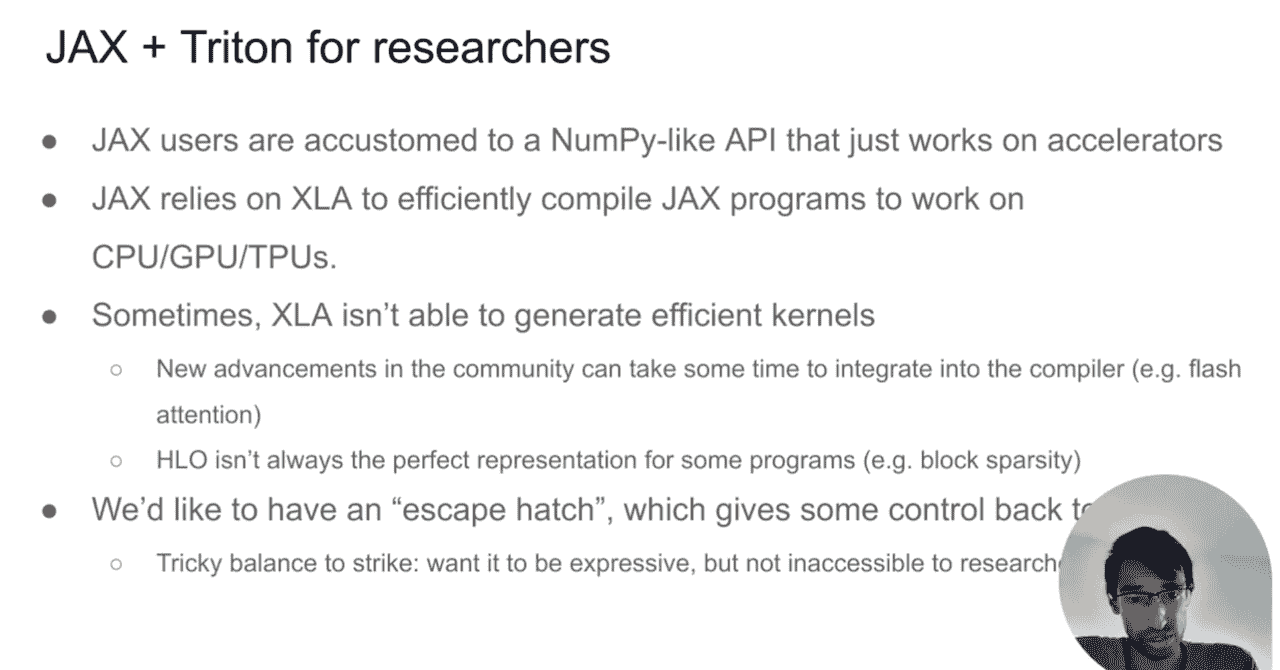 JAX + Triton for researchers
● JAX users are accustomed to a NumPy-like API that just works on accelerators
● JAX relies on XLA to efficiently compile JAX programs to work on
CPU/GPU/TPUs.
● Sometimes, XLA isn’t able to generate efficient kernels
○ New advancements in the community can take some time to integrate into the compiler (e.g. flash
attention)
○ HLO isn’t always the perfect representation for some programs (e.g. block sparsity)
● We’d like to have an “escape hatch”, which gives some control back
○ Tricky balance to strike: want it to be expressive, but not inaccessible to